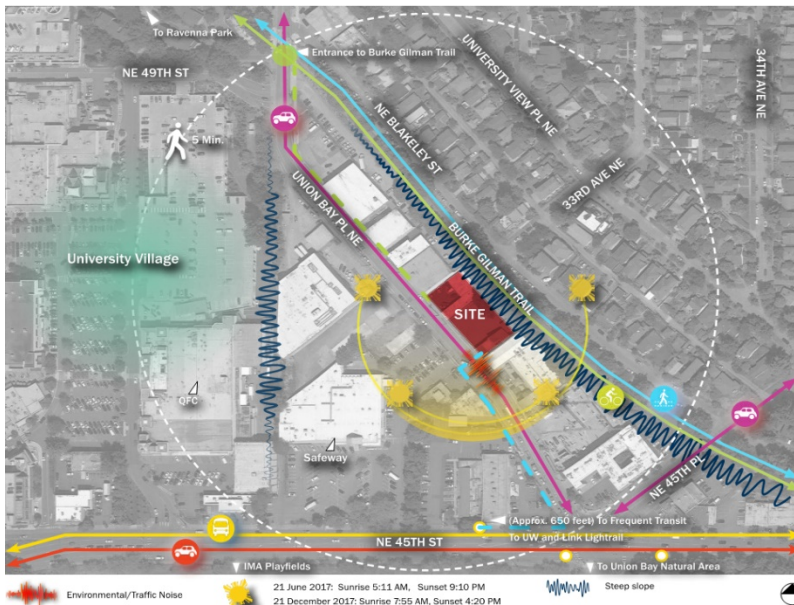 To Ravenna Park
Entrance to Burke Gilman Trail
NE 49TH ST
UNIVERSITY VIEW PL NE
34TH AVE NE
5 Min.
NE BLAKELEY ST
33RD AVE NE
UNION BAY PL NE
University Village
BURKE GILMAN TRAIL
SITE
QFC
Safeway
NE 45TH PL
(Approx. 650 feet) To Frequent Transit
To UW and Link Lightrail
NE 45TH ST
IMA Playfields
To Union Bay Natural Area
Environmental/Traffic Noise
21 June 2017: Sunrise 5:11 AM, Sunset 9:10 PM
21 December 2017: Sunrise 7:55 AM, Sunset 4:20 PM
Steep slope